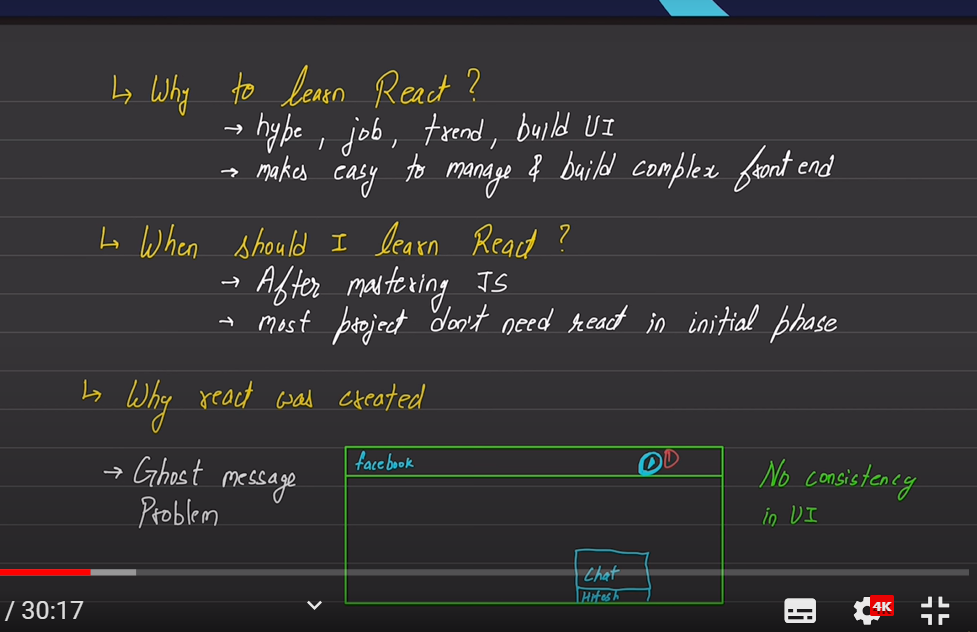 ↳ Why to learn React?
→ hype, job, trend, build UI
→ makes easy to manage & build complex front end
↳ When should I learn React?
→ After mastering JS
→ most project don't need react in initial phase
↳ Why react was created
→ Ghost message
Problem
facebook
1
Chat
Hitesh
No consistency
in UI
/ 30:17
4K